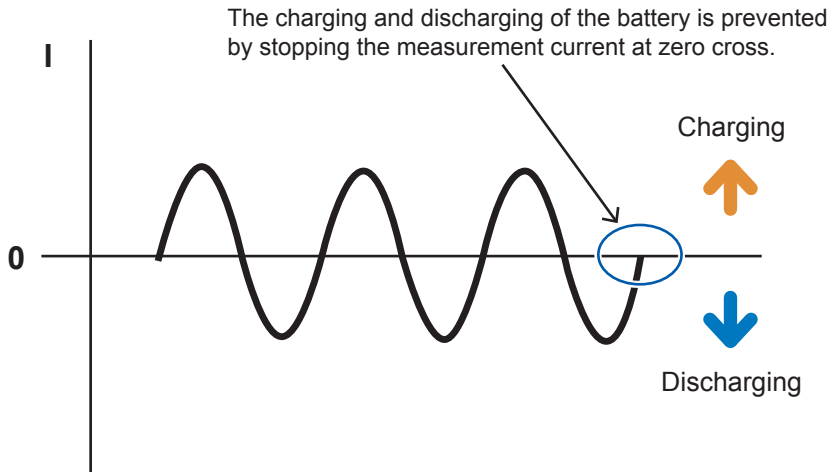 The charging and discharging of the battery is prevented
by stopping the measurement current at zero cross.
I
Charging
0
Discharging